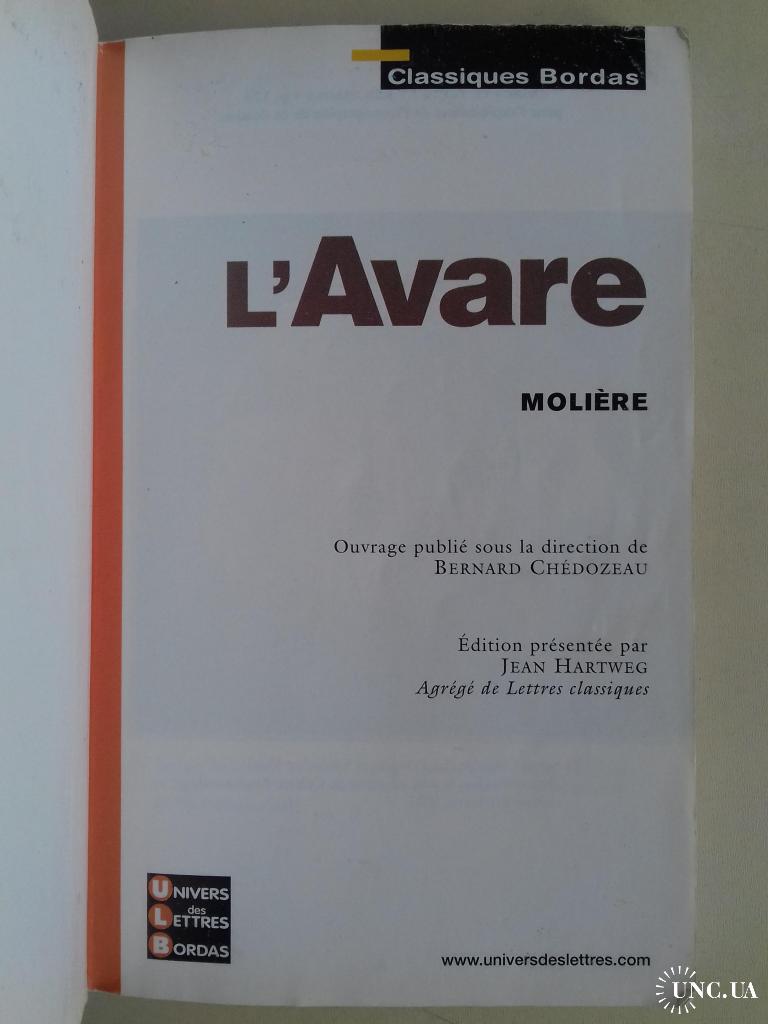 Classiques Bordas
L'Avare
MOLIÈRE
Ouvrage publié sous la direction de
BERNARD CHÉDOZEAU
Édition présentée par
JEAN HARTWEG
Agrégé de Lettres classiques
UNIVERS
des
LETTRES
BORDAS
www.universdeslettres.com
UNC.UA